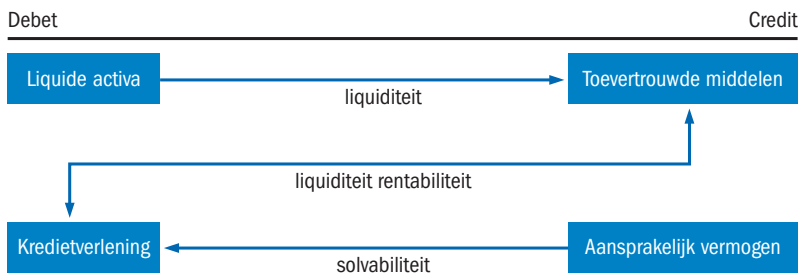 Debet Credit
Liquide activa Toevertrouwde middelen
liquiditeit
liquiditeit rentabiliteit
Kredietverlening Aansprakelijk vermogen
solvabiliteit